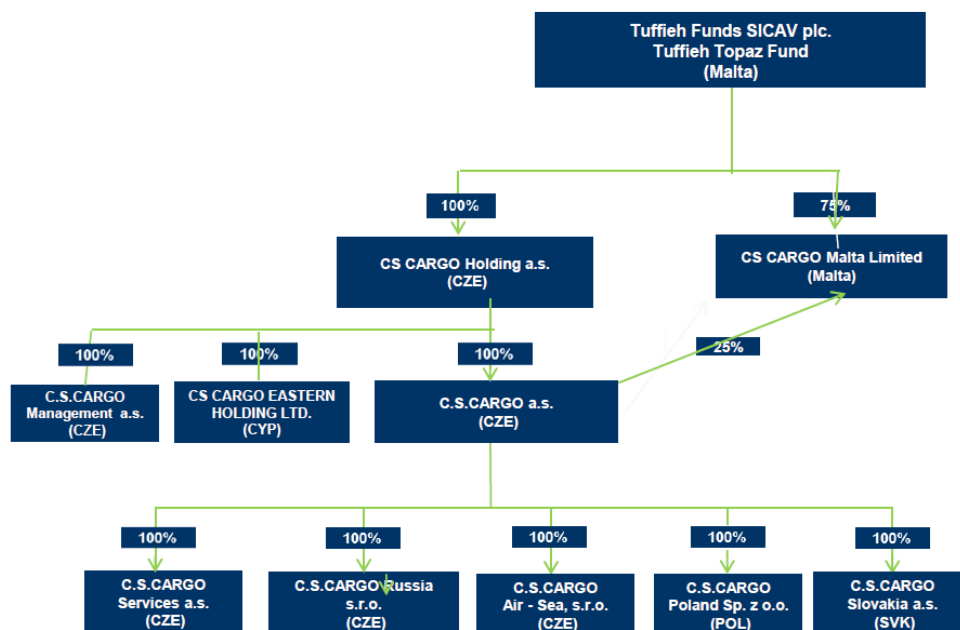 Tuffieh Funds SICAV plc.
Tuffieh Topaz Fund
(Malta)
100%
75%
CS CARGO Holding a.s.
(CZE)
CS CARGO Malta Limited
(Malta)
100%
100%
100%
25%
C.S.CARGO
Management a.s.
(CZE)
CS CARGO EASTERN
HOLDING LTD.
(CYP)
C.S.CARGO a.s.
(CZE)
100%
100%
100%
100%
100%
C.S.CARGO
Services a.s.
(CZE)
C.S.CARGO Russia
s.r.o.
(CZE)
C.S.CARGO
Air - Sea, s.r.o.
(CZE)
C.S.CARGO
Poland Sp. z o.o.
(POL)
C.S.CARGO
Slovakia a.s.
(SVK)